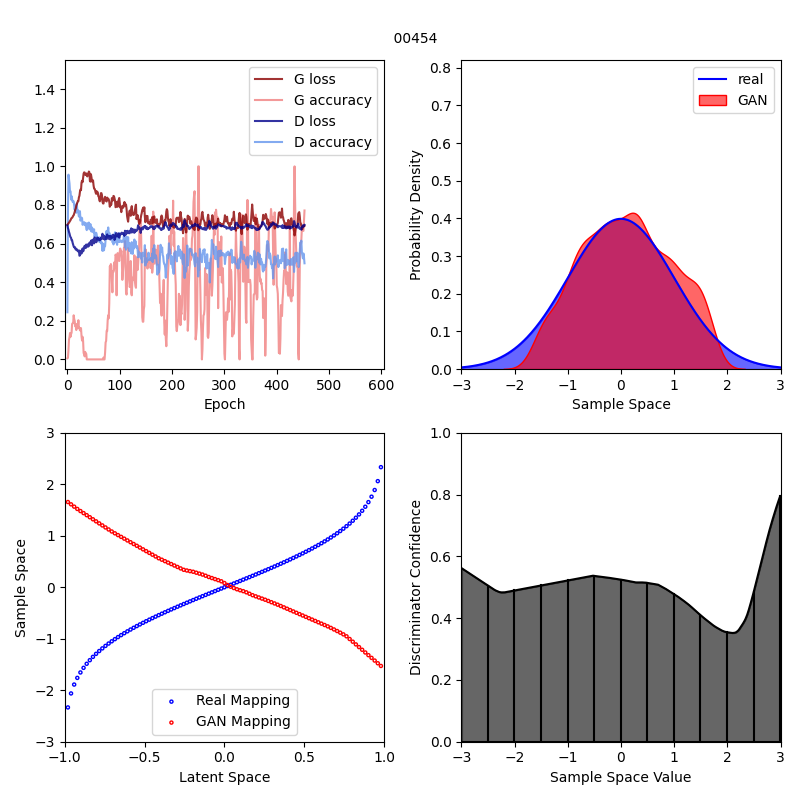 00454
G loss
G accuracy
D loss
D accuracy
1.4
1.2
1.0
0.8
0.6
0.4
0.2
0.0
0 100 200 300 400 500 600
Epoch
real
GAN
Probability Density
0.8
0.7
0.6
0.5
0.4
0.3
0.2
0.1
0.0
−3 −2 −1 0 1 2 3
Sample Space
Sample Space
3
2
1
0
−1
−2
−3
Real Mapping
GAN Mapping
−1.0 −0.5 0.0 0.5 1.0
Latent Space
Discriminator Confidence
1.0
0.8
0.6
0.4
0.2
0.0
−3 −2 −1 0 1 2 3
Sample Space Value